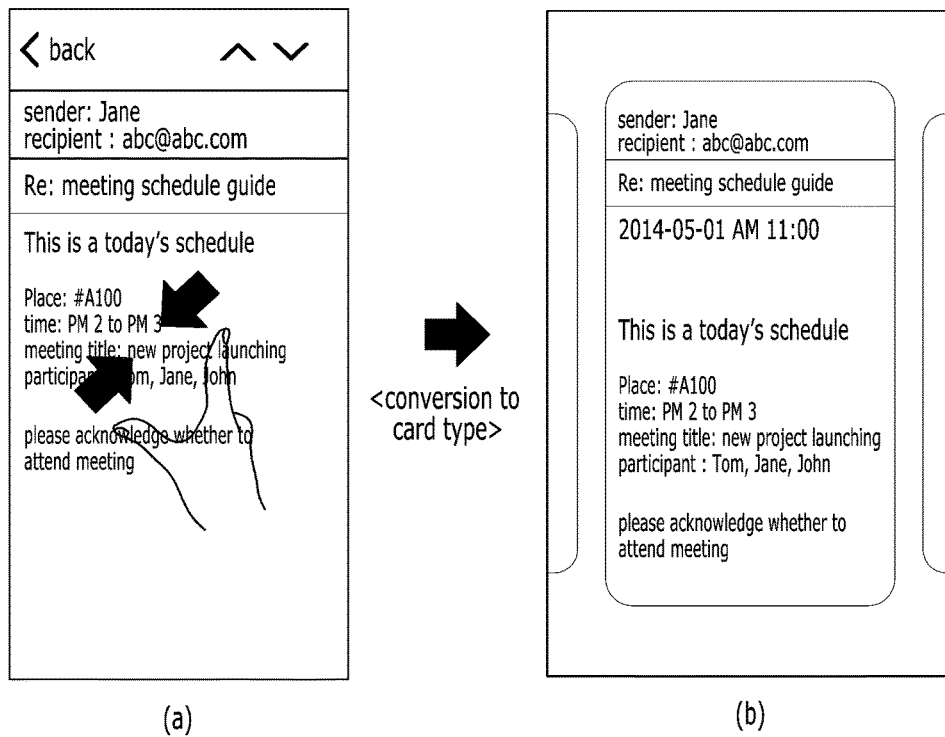 back
sender: Jane
recipient : abc@abc.com
Re: meeting schedule guide
This is a today's schedule
Place: #A100
time: PM 2 to PM 3
meeting title: new project launching
participant Tom, Jane, John
please acknowledge whether to
attend meeting
(a)
<conversion to
card type>
sender: Jane
recipient : abc@abc.com
Re: meeting schedule guide
2014-05-01 AM 11:00
This is a today's schedule
Place: #A100
time: PM 2 to PM 3
meeting title: new project launching
participant : Tom, Jane, John
please acknowledge whether to
attend meeting
(b)